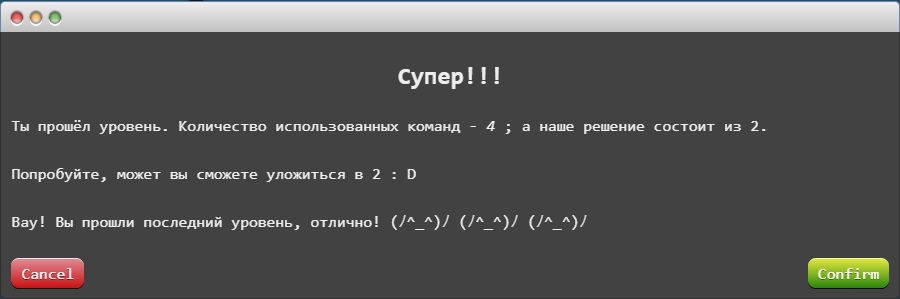 Супер!!!
Ты прошёл уровень. Количество использованных команд - 4 ; а наше решение состоит из 2.
Попробуйте, может вы сможете уложиться в 2 : D
Вау! Вы прошли последний уровень, отлично! (/^_^)/ (/^_^)/ (/^_^)/
Cancel
Confirm